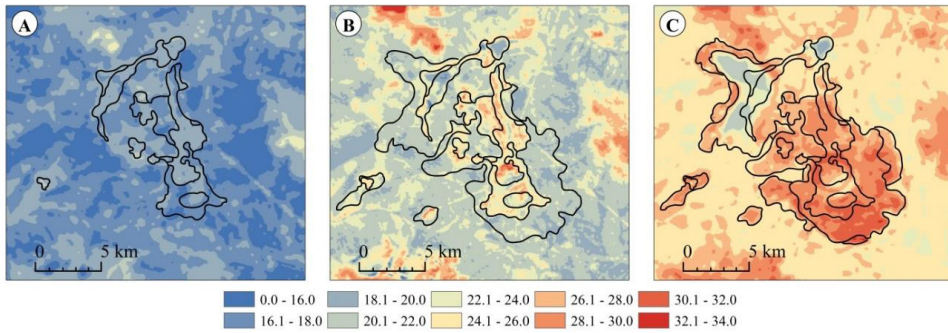 A
B
C
0 5 km
0 5 km
0 5 km
0.0 - 16.0 18.1 - 20.0 22.1 - 24.0 26.1 - 28.0 30.1 - 32.0
16.1 - 18.0 20.1 - 22.0 24.1 - 26.0 28.1 - 30.0 32.1 - 34.0